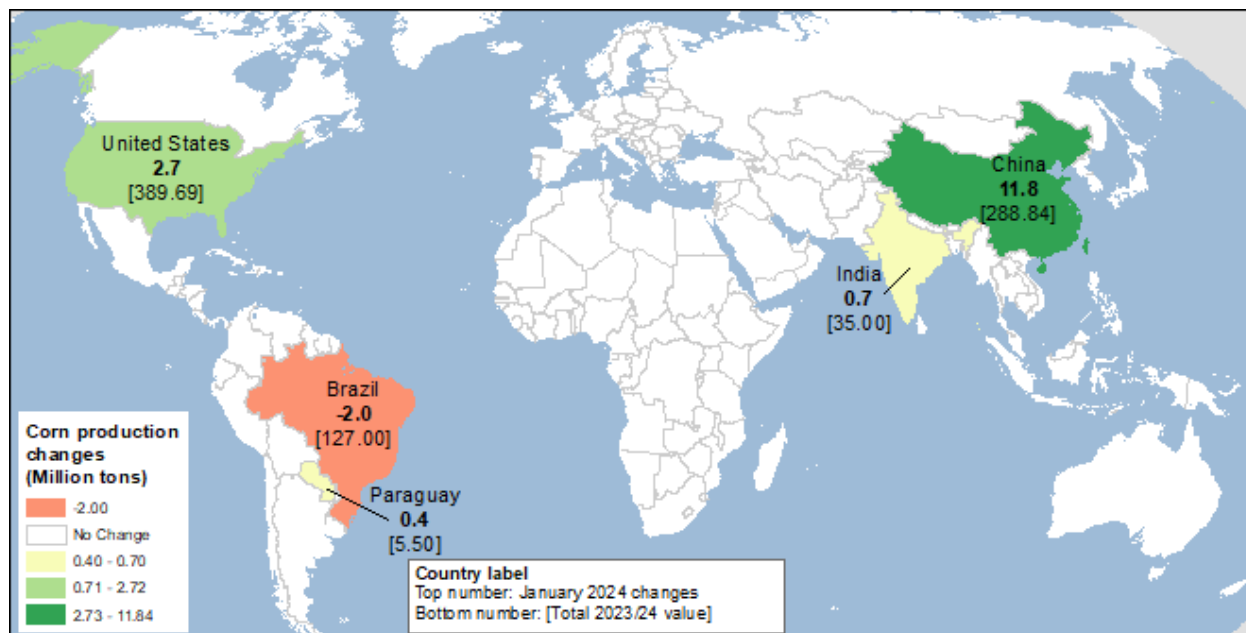 United States
2.7
[389.69]
China
11.8
[288.84]
India
0.7
[35.00]
Brazil
-2.0
[127.00]
Paraguay
0.4
[5.50]
Corn production
changes
(Million tons)
-2.00
No Change
0.40 - 0.70
0.71 - 2.72
2.73 - 11.84
Country label
Top number: January 2024 changes
Bottom number: [Total 2023/24 value]